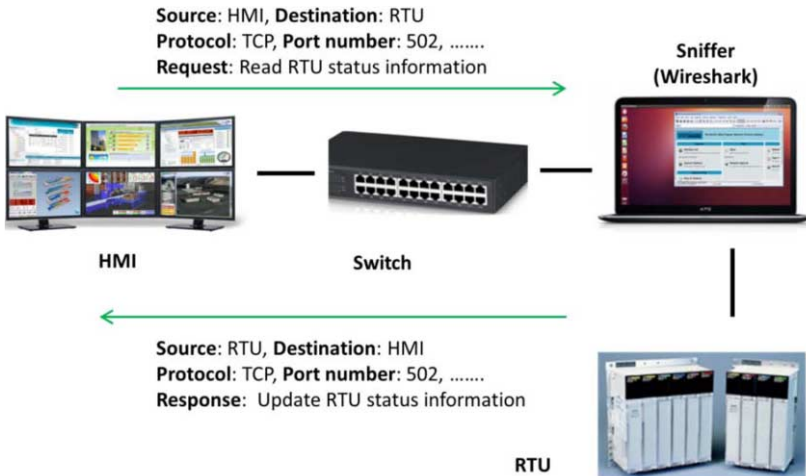 Source: HMI, Destination: RTU
Protocol: TCP, Port number: 502, …….
Request: Read RTU status information
Sniffer
(Wireshark)
HMI
Switch
Source: RTU, Destination: HMI
Protocol: TCP, Port number: 502, …….
Response:  Update RTU status information
RTU